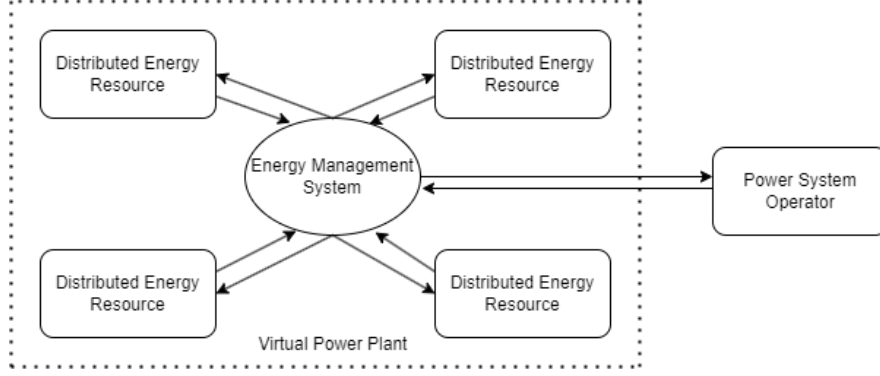 Distributed Energy
Resource
Distributed Energy
Resource
Energy Management
System
Power System
Operator
Distributed Energy
Resource
Distributed Energy
Resource
Virtual Power Plant